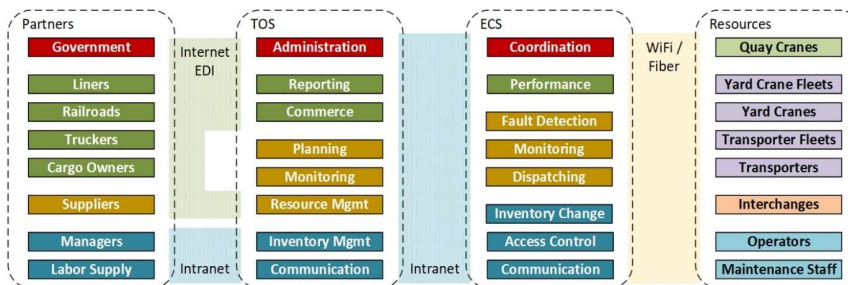 Partners
Government
Liners
Railroads
Truckers
Cargo Owners
Suppliers
Managers
Labor Supply
Internet
EDI
Intranet
TOS
Administration
Reporting
Commerce
Planning
Monitoring
Resource Mgmt
Inventory Mgmt
Communication
Intranet
ECS
Coordination
Performance
Fault Detection
Monitoring
Dispatching
Inventory Change
Access Control
Communication
WiFi /
Fiber
Resources
Quay Cranes
Yard Crane Fleets
Yard Cranes
Transporter Fleets
Transporters
Interchanges
Operators
Maintenance Staff